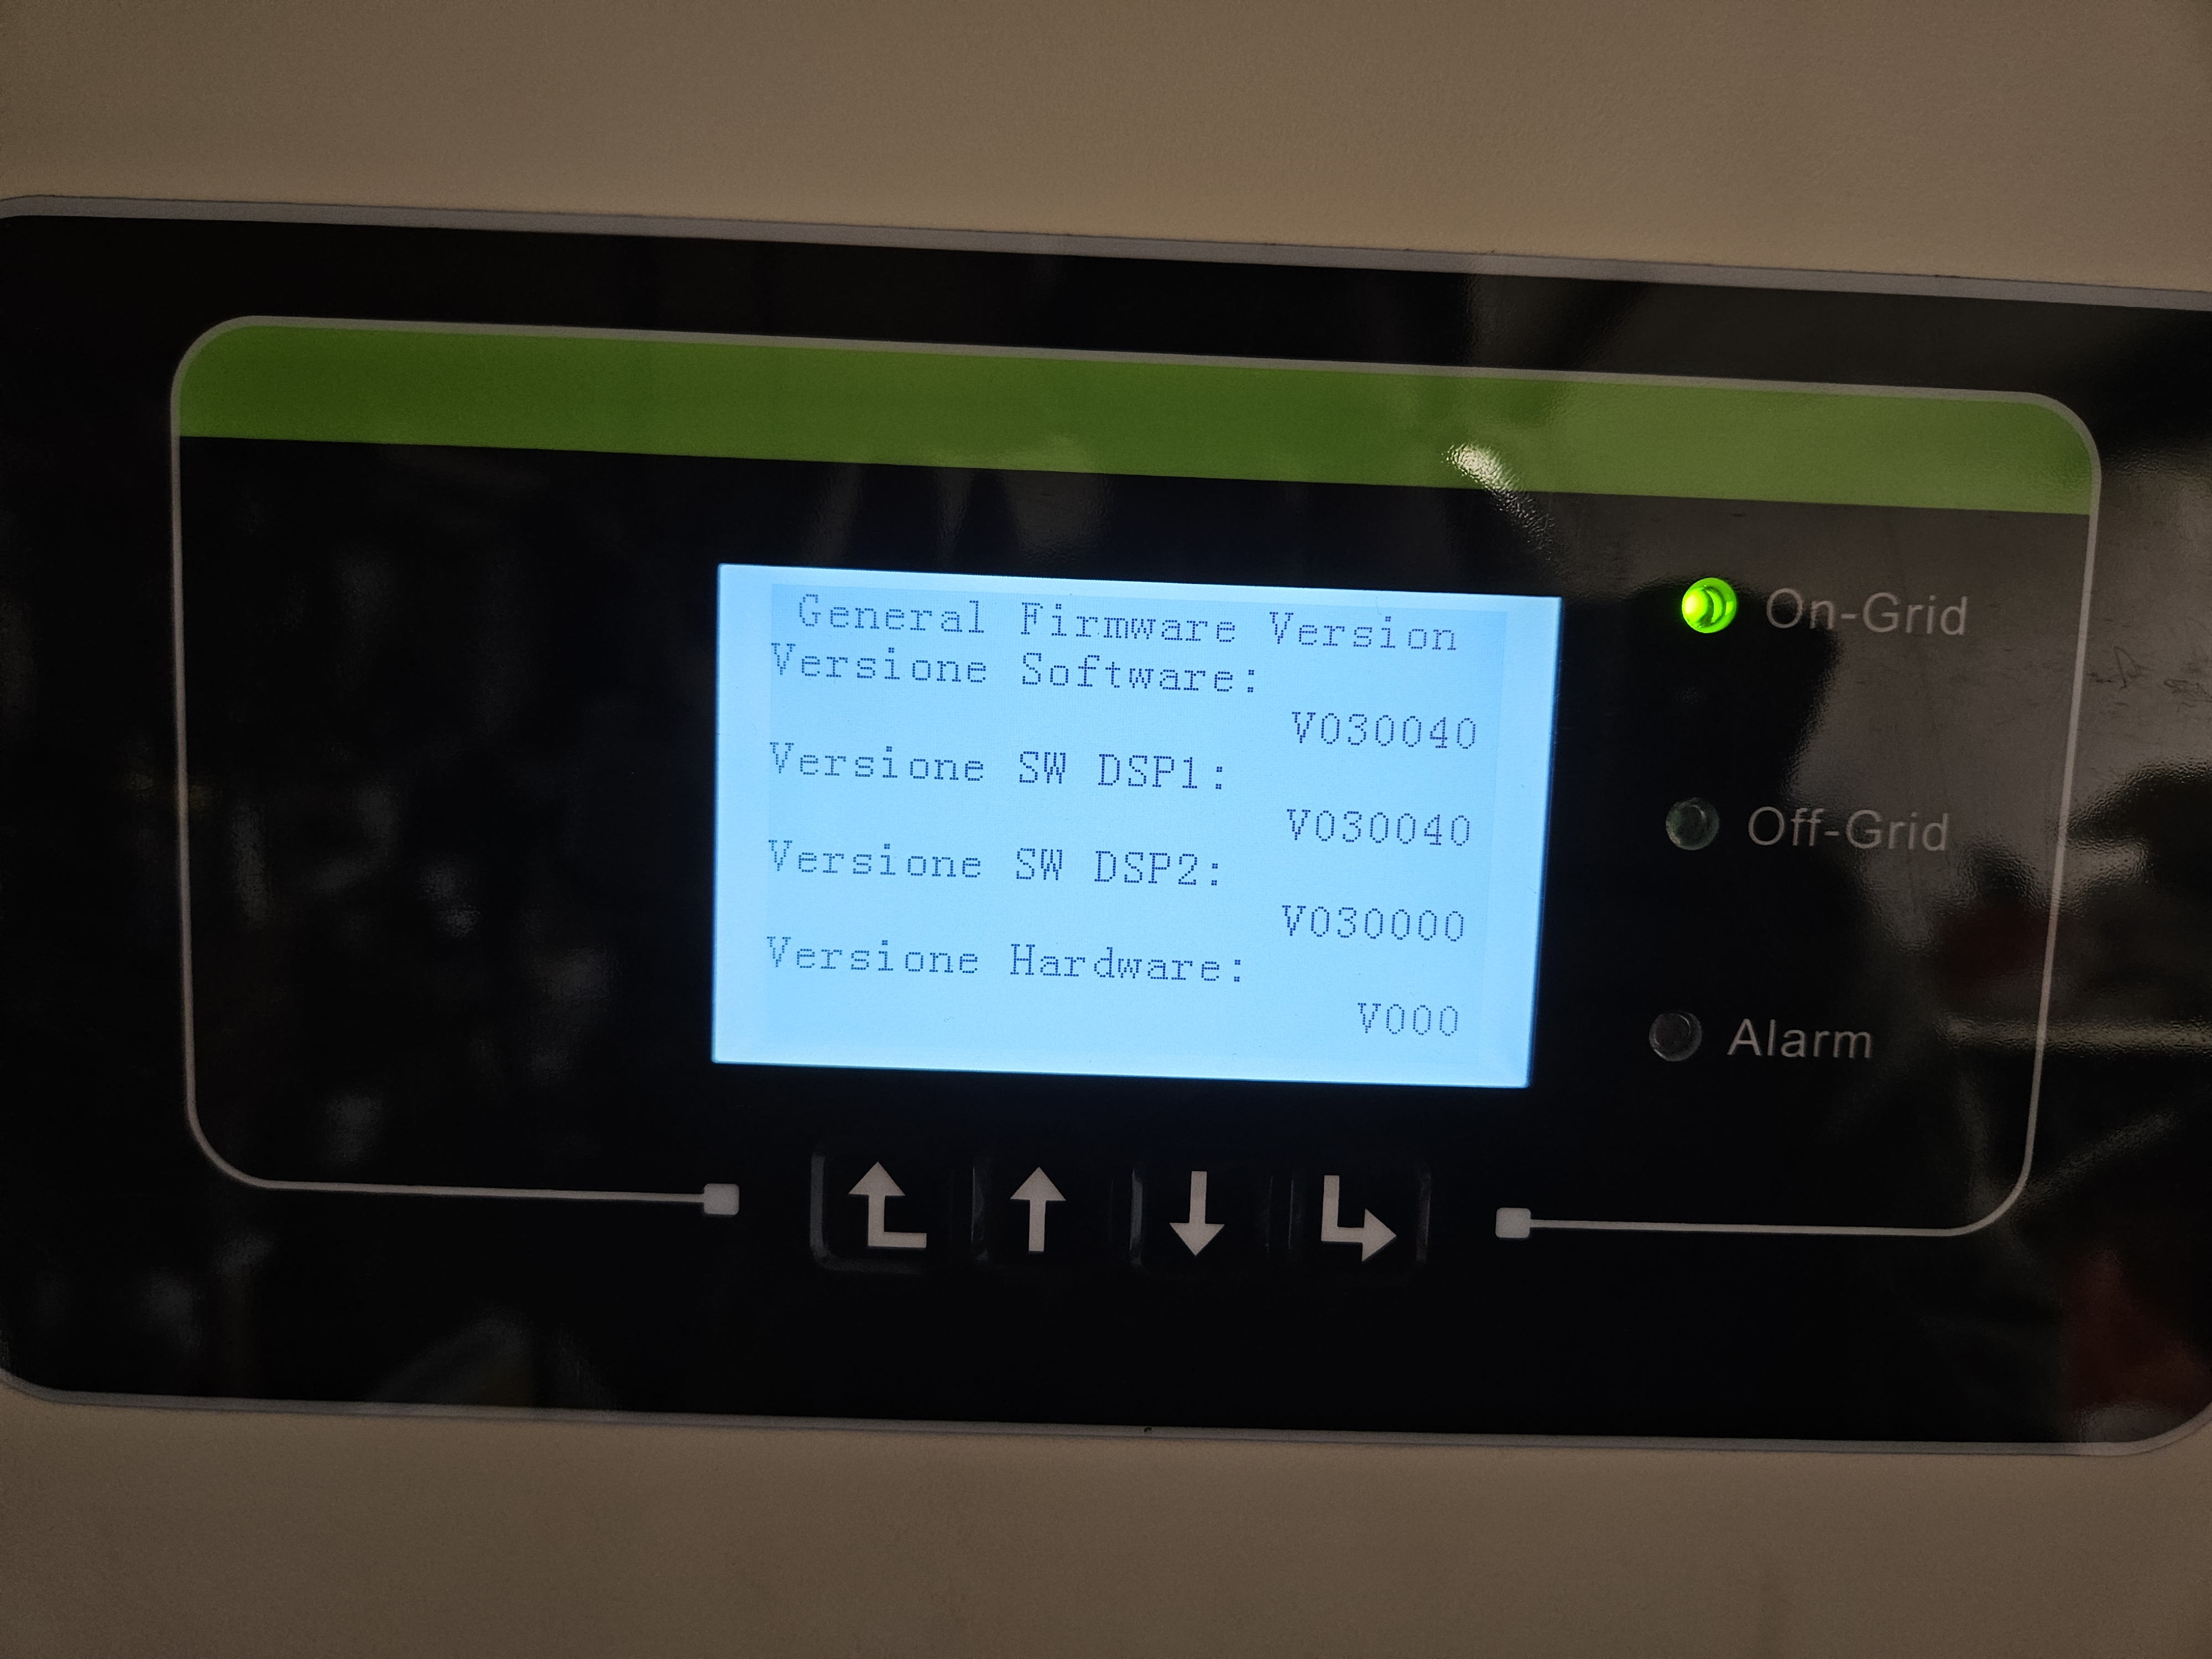 General Firmware Version
Versione Software:
V030040
Versione SW DSP1:
V030040
Versione SW DSP2:
V030000
Versione Hardware:
V000
On-Grid
Off-Grid
Alarm